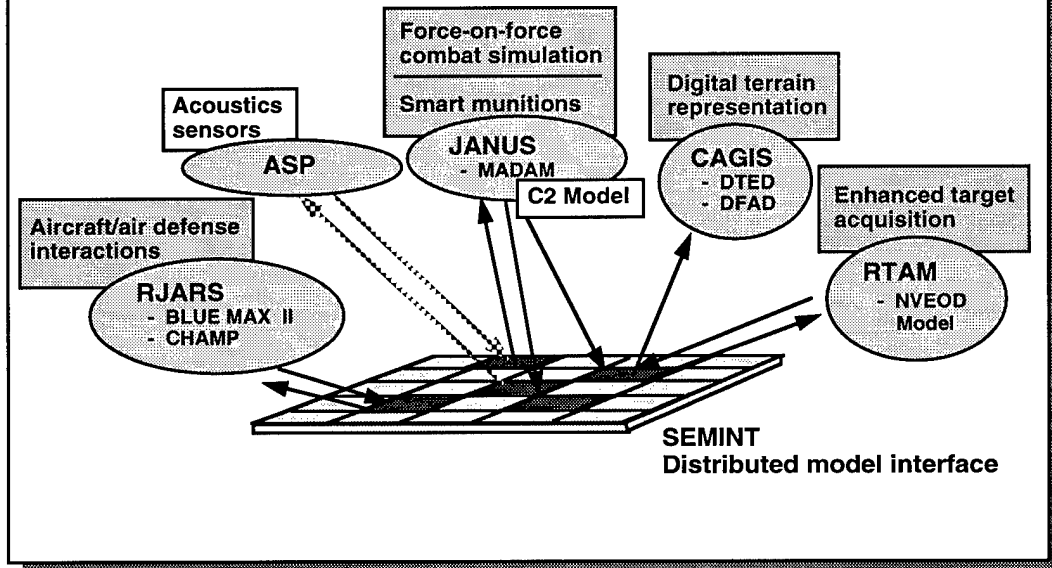 Force-on-force
combat simulation
Smart munitions
JANUS
- MADAM
C2 Model
Acoustics
sensors
ASP
Digital terrain
representation
CAGIS
- DTED
- DFAD
Enhanced target
acquisition
RTAM
- NVEOD
Model
Aircraft/air defense
interactions
RJARS
- BLUE MAX II
- CHAMP
SEMINT
Distributed model interface